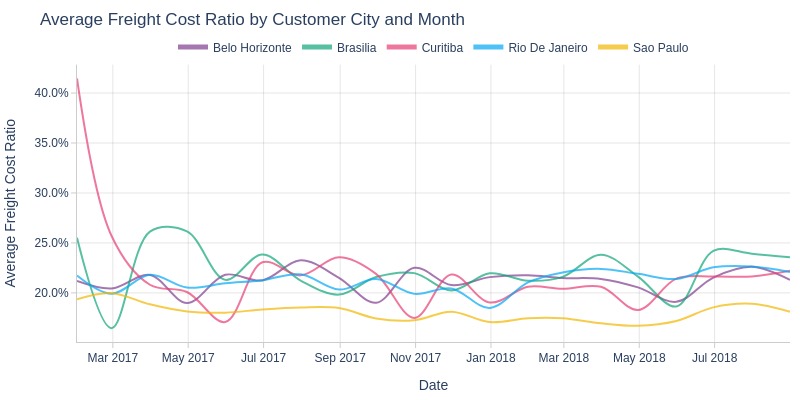 Average Freight Cost Ratio by Customer City and Month
Belo Horizonte Brasilia Curitiba Rio De Janeiro Sao Paulo
Average Freight Cost Ratio
40.0%
35.0%
30.0%
25.0%
20.0%
Mar 2017 May 2017 Jul 2017 Sep 2017 Nov 2017 Jan 2018 Mar 2018 May 2018 Jul 2018
Date